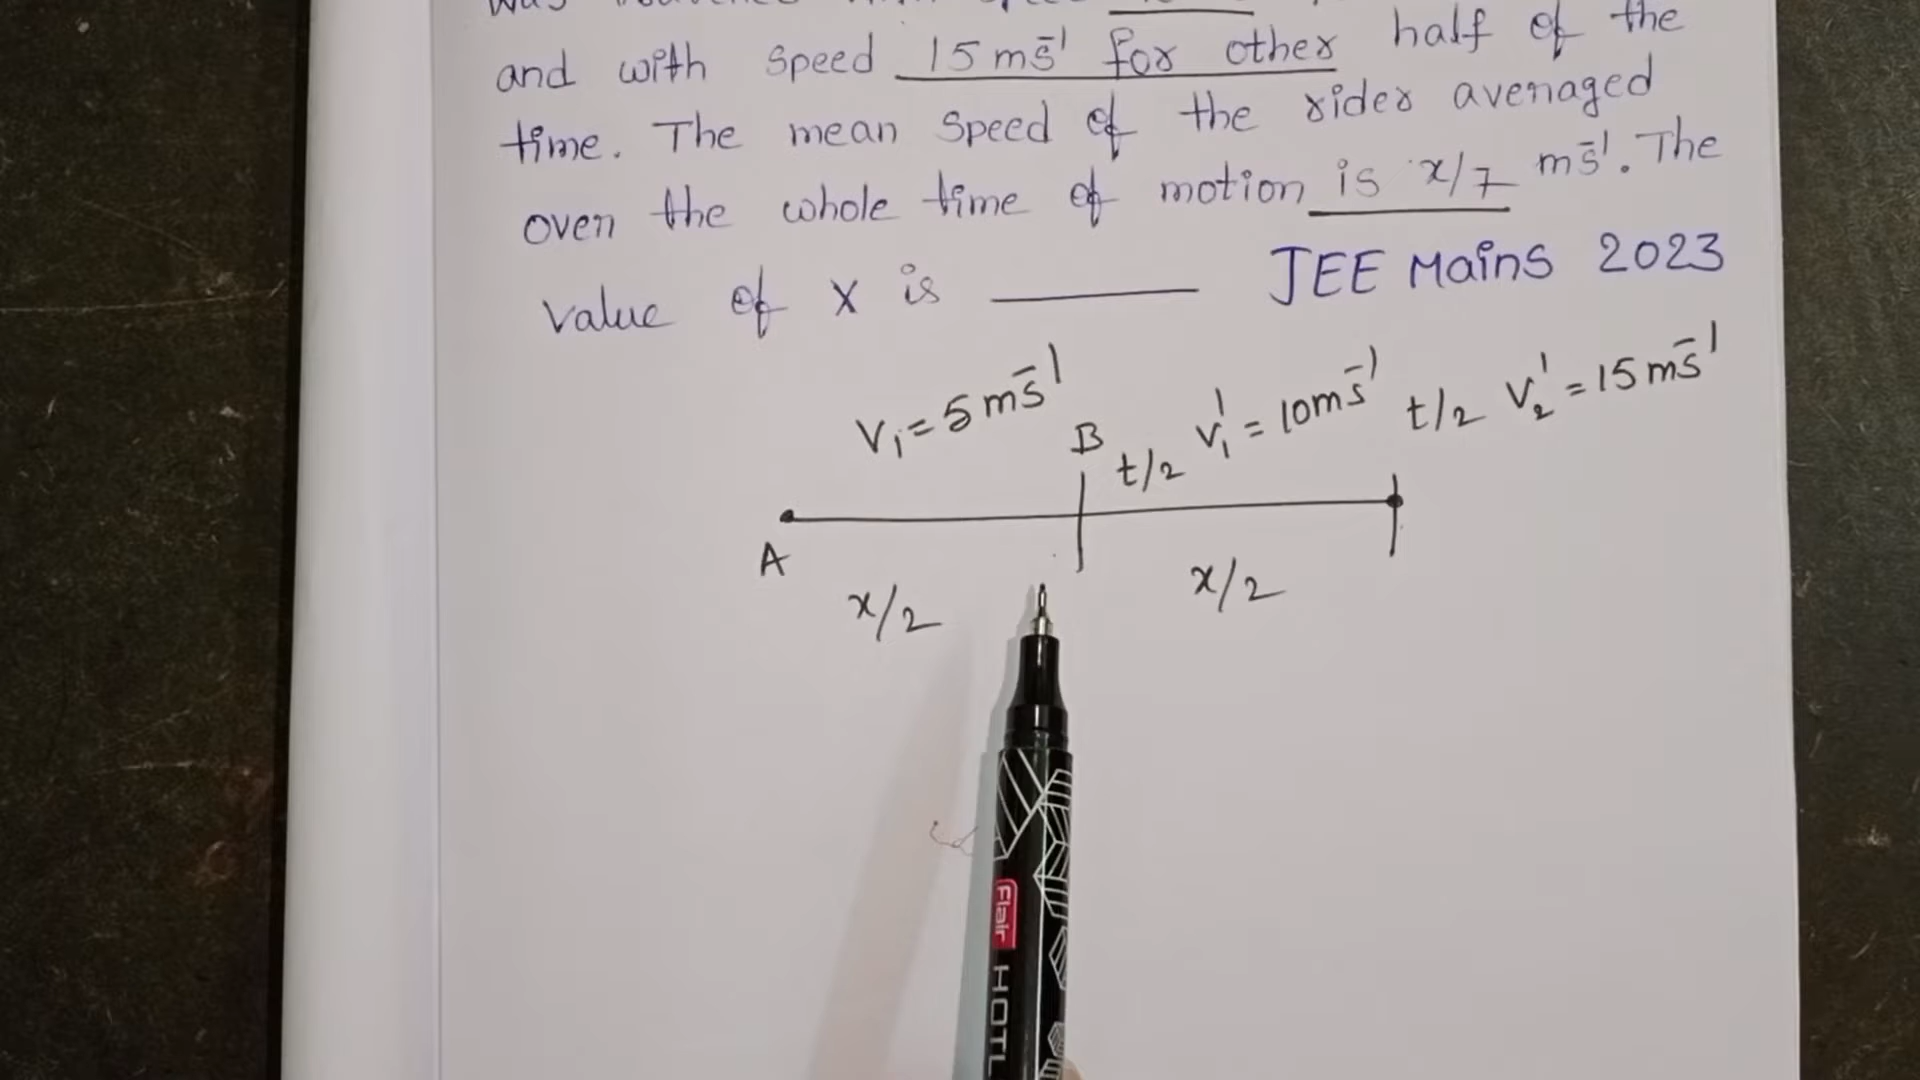 and with speed 15 ms⁻¹ for other half of the
time. The mean speed of the rider averaged
over the whole time of motion is x/7 ms⁻¹. The
value of x is ______ JEE Mains 2023
V₁ = 5 ms⁻¹
B
t/2 V₁' = 10 ms⁻¹
t/2 V₂' = 15 ms⁻¹
A
x/2
x/2
Flair
HOTL